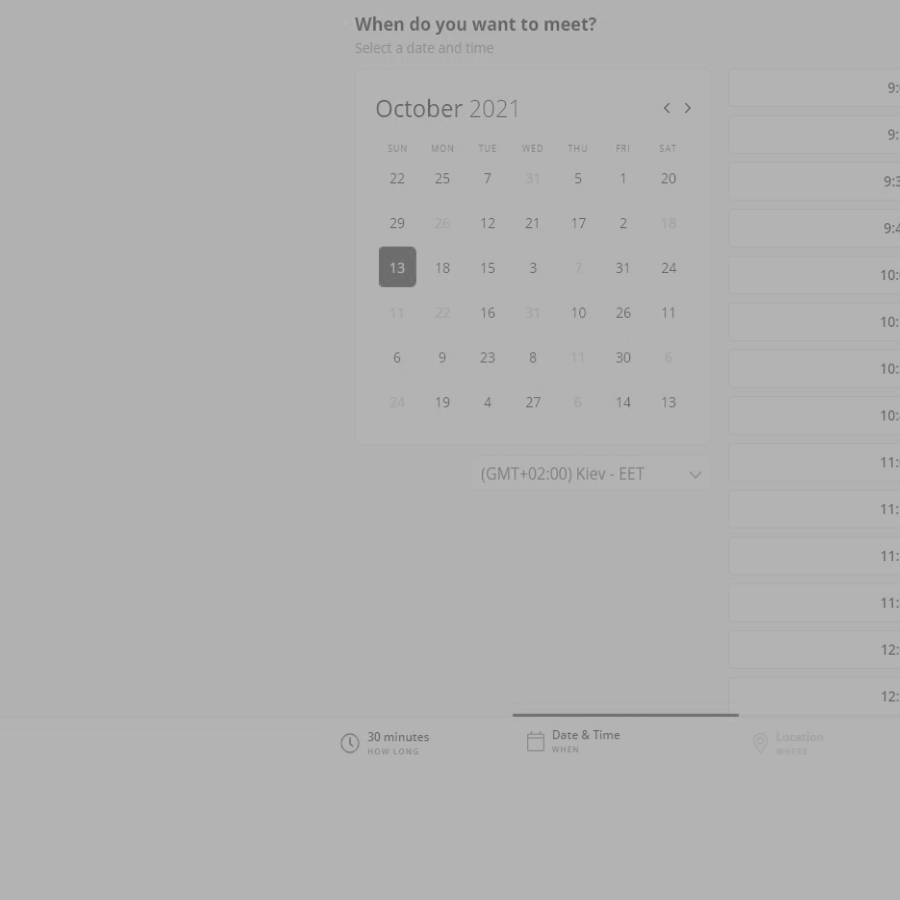 When do you want to meet?
Select a date and time
October 2021
SUN MON TUE WED THU FRI SAT
22 25 7 31 5 1 20
29 26 12 21 17 2 18
13 18 15 3 7 31 24
11 22 16 31 10 26 11
6 9 23 8 11 30 6
24 19 4 27 6 14 13
(GMT+02:00) Kiev - EET
9:
9:
9:3
9:4
10:
10:
10:
10:
11:
11:
11:
11:
12:
12:
30 minutes
HOW LONG
Date & Time
WHEN
Location
WHERE